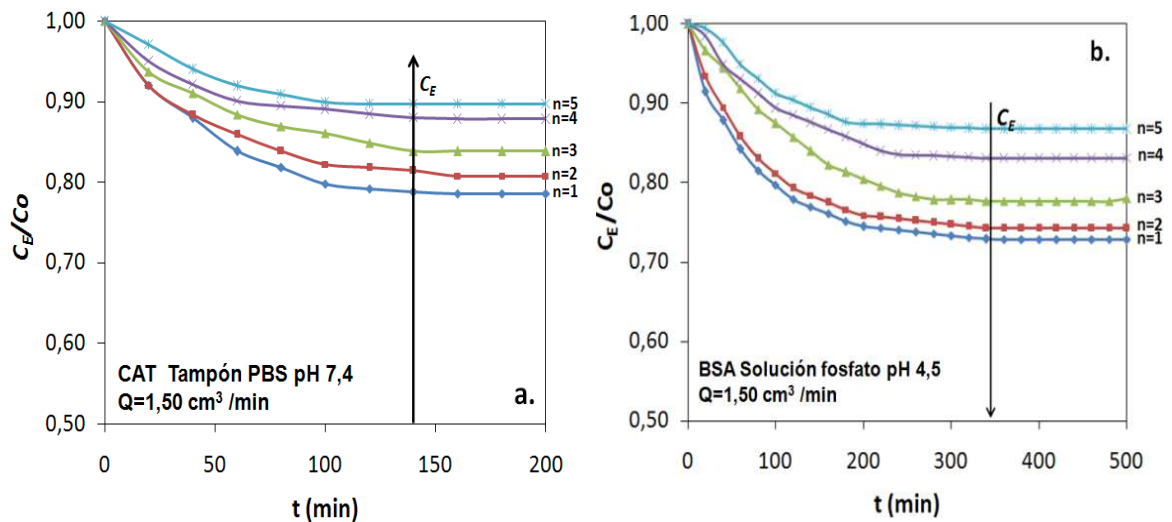 1,00
0,90
0,80
0,70
0,60
0,50
C_E/Co
C_E
n=5
n=4
n=3
n=2
n=1
CAT Tampón PBS pH 7,4
Q=1,50 cm³ /min
a.
0 50 100 150 200
t (min)
1,00
0,90
0,80
0,70
0,60
0,50
C_E/Co
b.
C_E
n=5
n=4
n=3
n=2
n=1
BSA Solución fosfato pH 4,5
Q=1,50 cm³ /min
0 100 200 300 400 500
t (min)